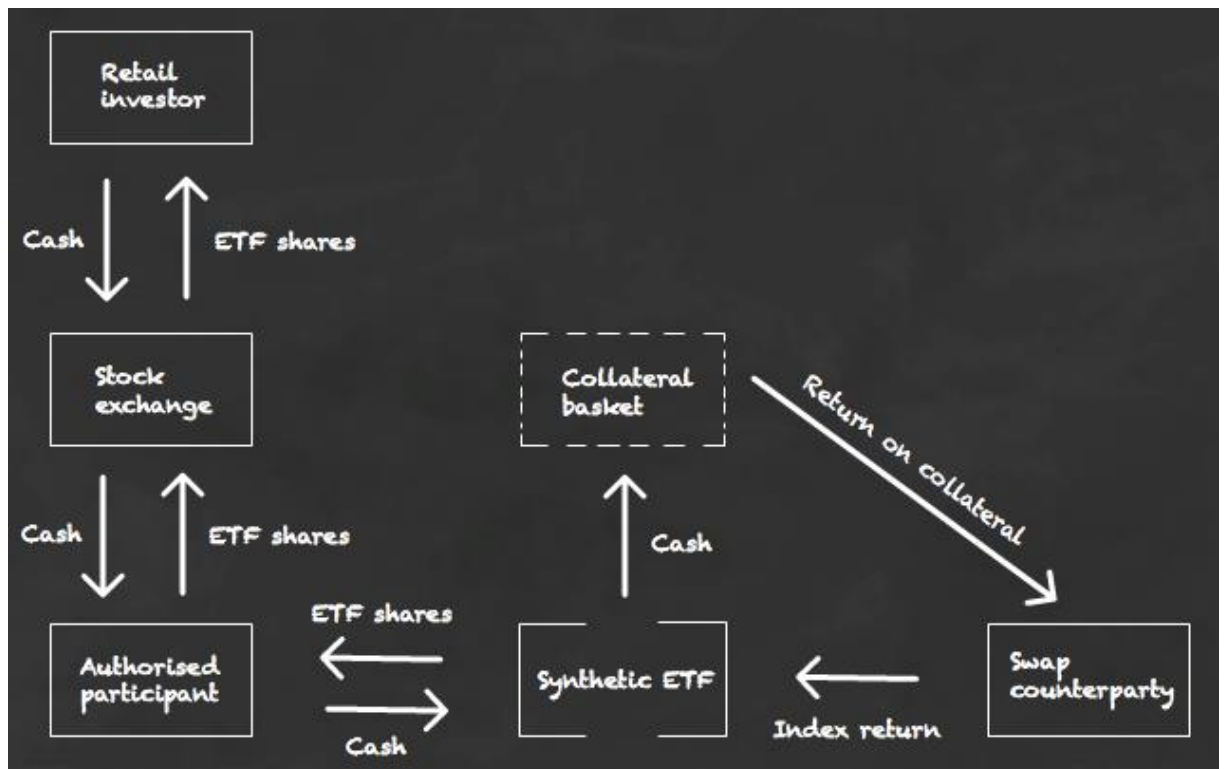 Retail
investor
Cash
ETF shares
Stock
exchange
Collateral
basket
Return on collateral
Cash
ETF shares
Cash
ETF shares
Authorised
participant
Synthetic ETF
Swap
counterparty
Cash
Index return